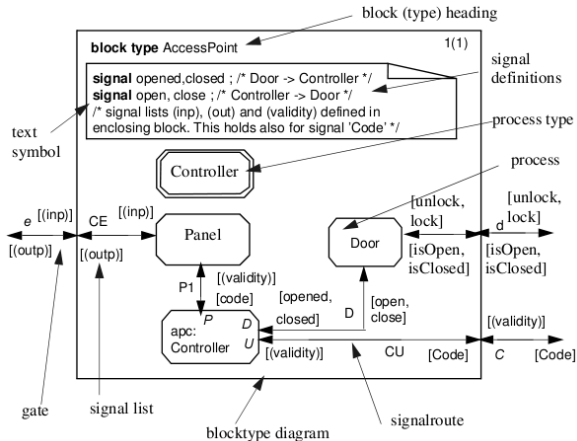 block (type) heading
block type AccessPoint
1(1)
signal opened,closed ; /* Door -> Controller */
signal open, close ; /* Controller -> Door */
/* signal lists (inp), (out) and (validity) defined in
enclosing block. This holds also for signal 'Code' */
signal
definitions
text
symbol
process type
Controller
process
[unlock,
lock]
[unlock,
lock]
e
[(inp)]
CE
[(inp)]
Panel
Door
d
[(outp)]
[(outp)]
[isOpen,
isClosed]
[isOpen,
isClosed]
P1
[(validity)]
[code]
[opened,
closed]
D
[open,
close]
P
D
apc:
Controller
U
[(validity)]
CU
[Code]
[(validity)]
C
[Code]
gate
signal list
blocktype diagram
signalroute